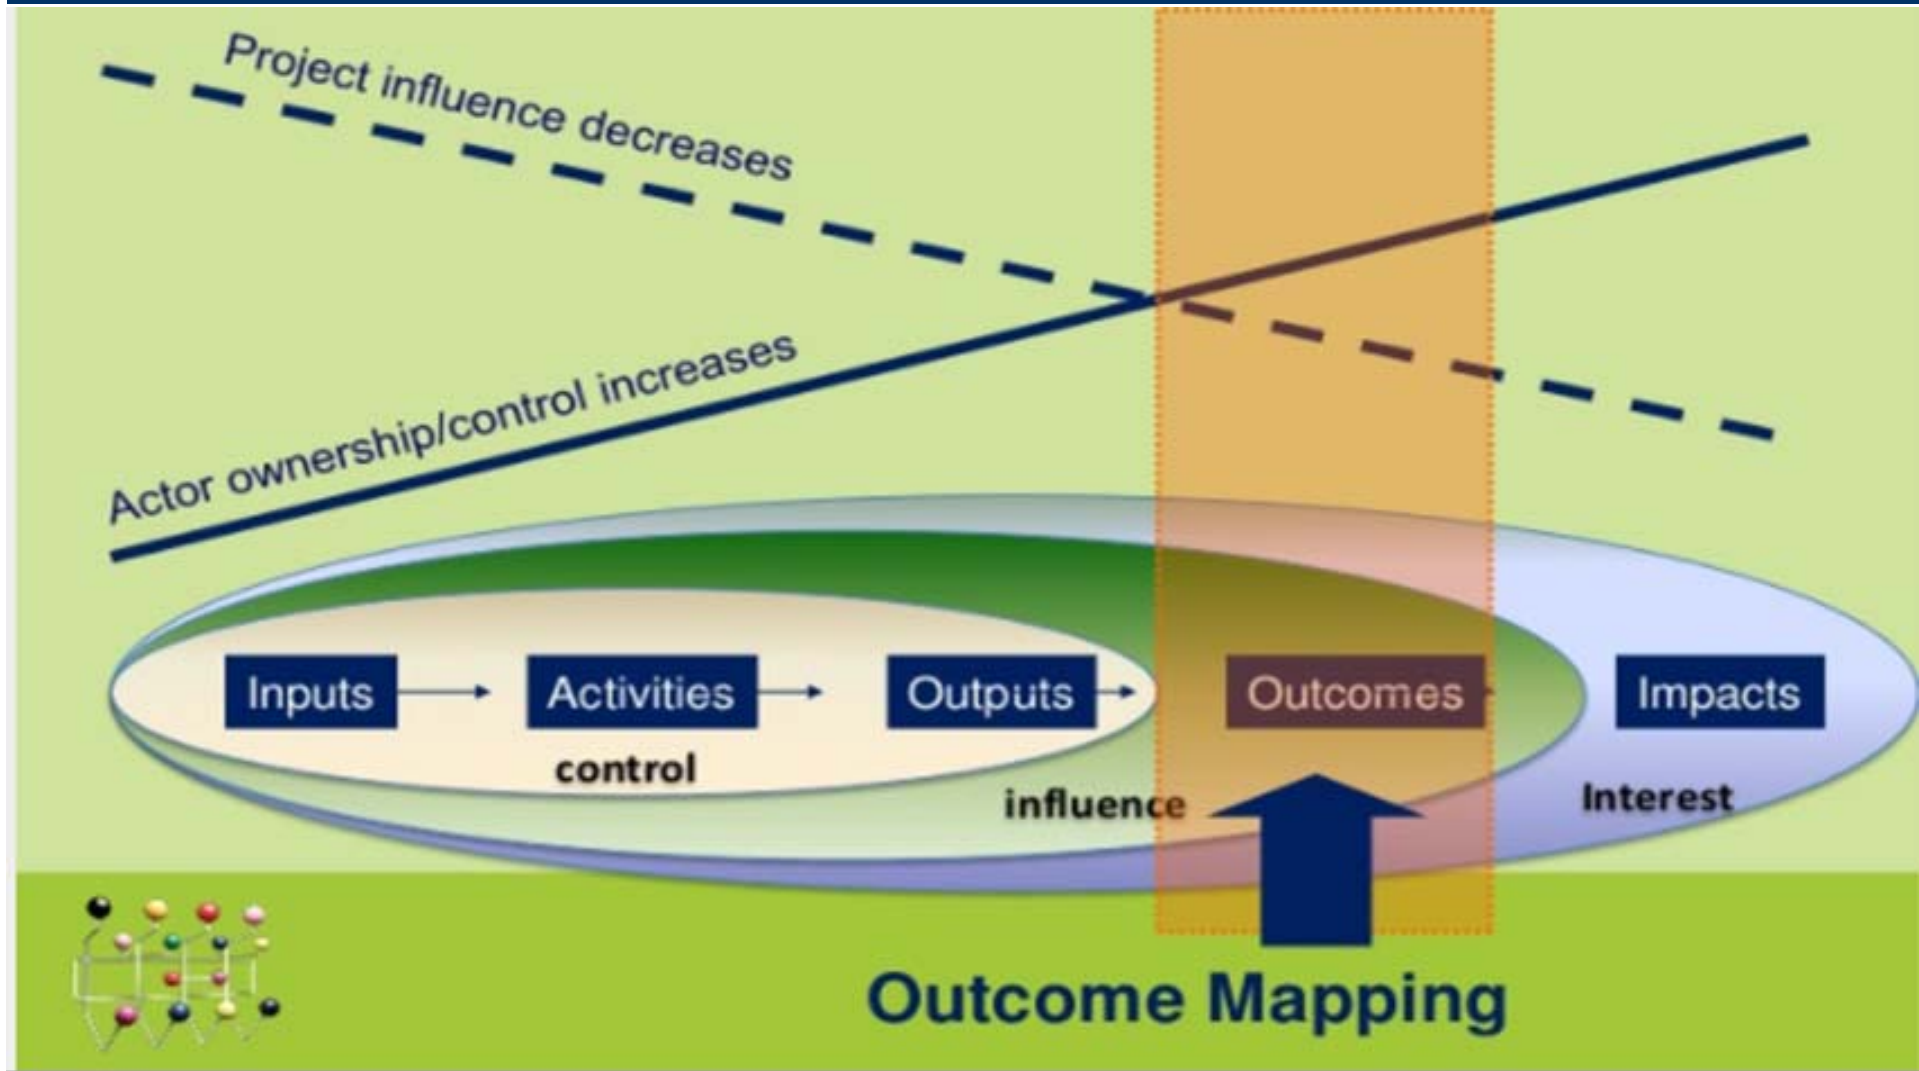 Project influence decreases
Actor ownership/control increases
Inputs
Activities
Outputs
Outcomes
Impacts
control
influence
Interest
Outcome Mapping